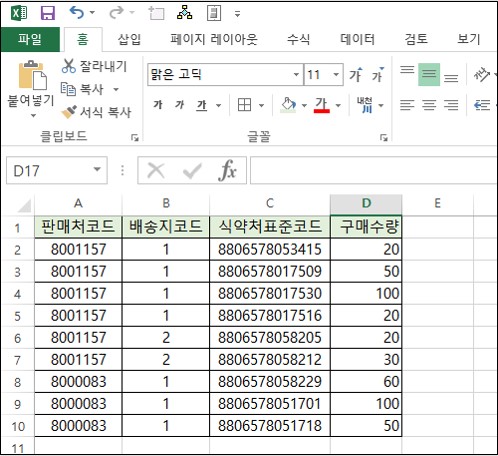 파일 홈 삽입 페이지 레이아웃 수식 데이터 검토 보기
잘라내기
복사
서식 복사
붙여넣기
맑은 고딕 11 가 가
가 가 가 가 내천
클립보드 글꼴
D17 fx
A B C D E
1 판매처코드 배송지코드 식약처표준코드 구매수량
2 8001157 1 8806578053415 20
3 8001157 1 8806578017509 50
4 8001157 1 8806578017530 100
5 8001157 1 8806578017516 20
6 8001157 2 8806578058205 20
7 8001157 2 8806578058212 30
8 8000083 1 8806578058229 60
9 8000083 1 8806578051701 100
10 8000083 1 8806578051718 50
11